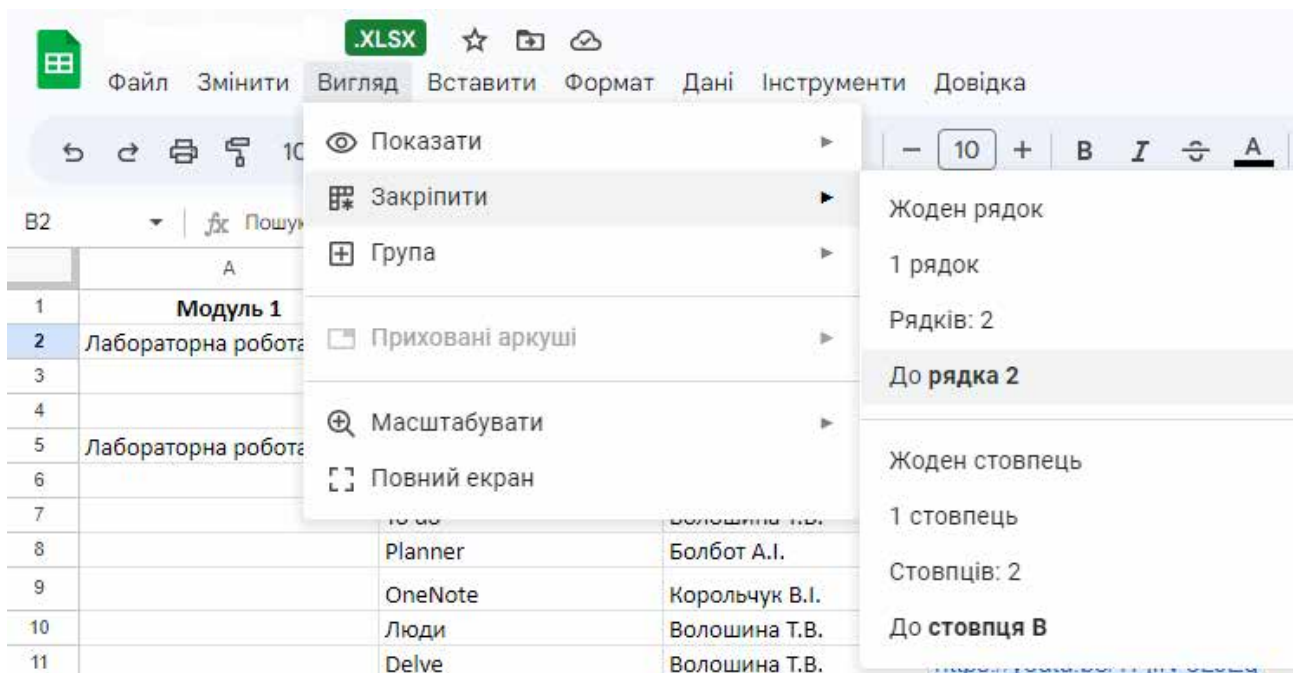 .XLSX
Файл Змінити Вигляд Вставити Формат Дані Інструменти Довідка
10 B I S A
B2 fx Пошук
Показати
Закріпити
Група
Приховані аркуші
Масштабувати
Повний екран
Жоден рядок
1 рядок
Рядків: 2
До рядка 2
Жоден стовпець
1 стовпець
Стовпців: 2
До стовпця B
A
1 Модуль 1
2 Лабораторна робота
3
4
5 Лабораторна робота
6
7 Волошина Т.В.
8 Planner Болбот А.І.
9 OneNote Корольчук В.І.
10 Люди Волошина Т.В.
11 Delve Волошина Т.В.